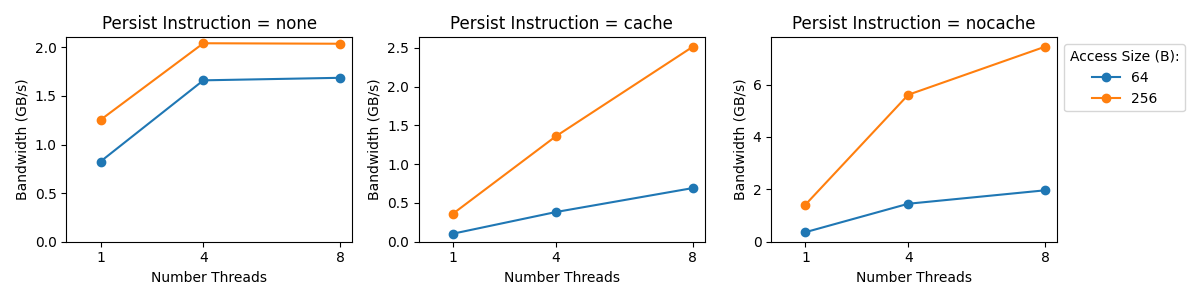 Persist Instruction = none
Bandwidth (GB/s)
2.0
1.5
1.0
0.5
0.0
1 4 8
Number Threads
Persist Instruction = cache
Bandwidth (GB/s)
2.5
2.0
1.5
1.0
0.5
0.0
1 4 8
Number Threads
Persist Instruction = nocache
Bandwidth (GB/s)
6
4
2
0
1 4 8
Number Threads
Access Size (B):
64
256